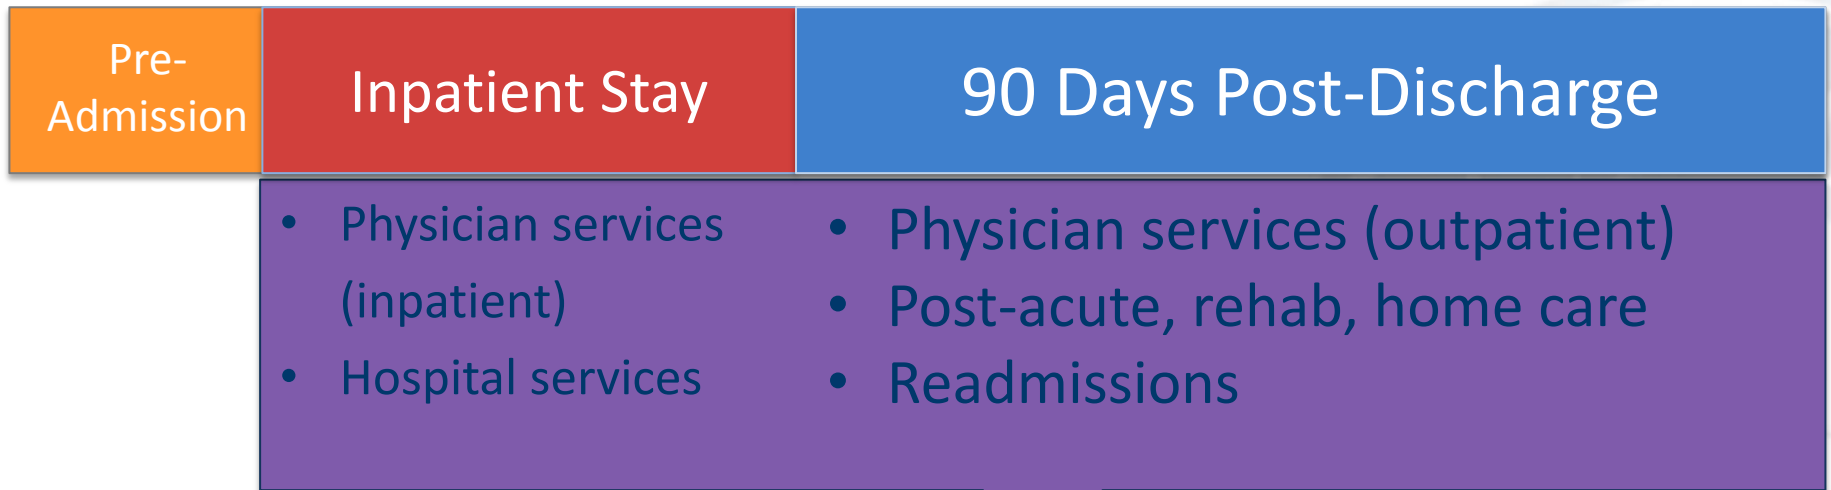 Pre-
Admission
Inpatient Stay
90 Days Post-Discharge
• Physician services
(inpatient)
• Hospital services
• Physician services (outpatient)
• Post-acute, rehab, home care
• Readmissions